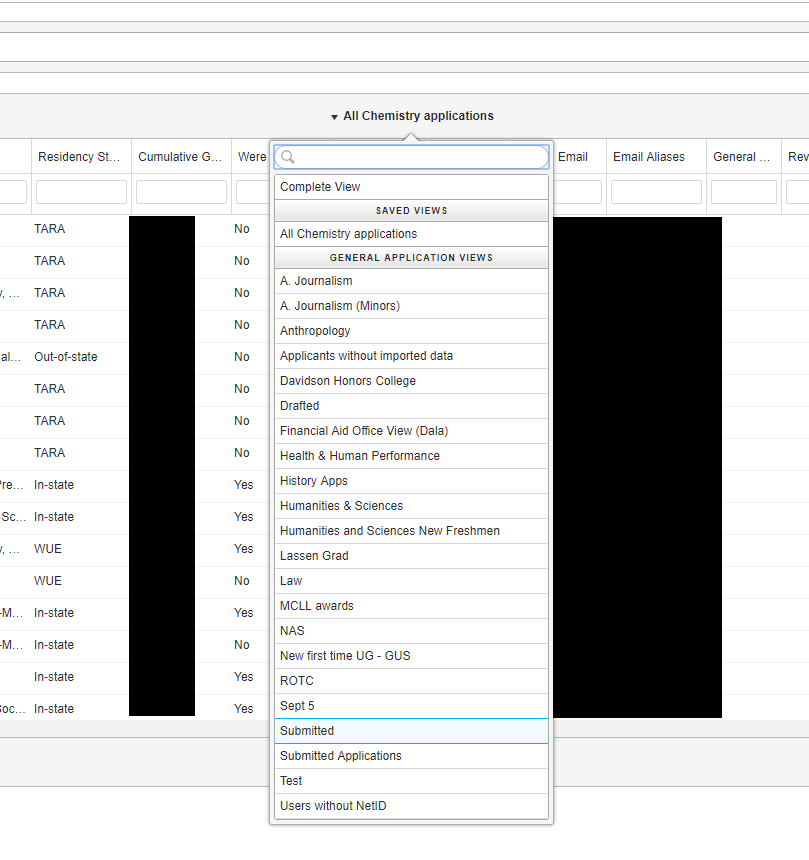 ▾ All Chemistry applications
Residency St... Cumulative G... Were Email Email Aliases General ... Rev
Complete View
SAVED VIEWS
All Chemistry applications
GENERAL APPLICATION VIEWS
A. Journalism
A. Journalism (Minors)
Anthropology
Applicants without imported data
Davidson Honors College
Drafted
Financial Aid Office View (Dala)
Health & Human Performance
History Apps
Humanities & Sciences
Humanities and Sciences New Freshmen
Lassen Grad
Law
MCLL awards
NAS
New first time UG - GUS
ROTC
Sept 5
Submitted
Submitted Applications
Test
Users without NetID
TARA No
TARA No
y, ... TARA No
TARA No
al... Out-of-state No
TARA No
TARA No
TARA No
Pre... In-state Yes
Sc... In-state Yes
y, ... WUE Yes
WUE No
-M... In-state Yes
-M... In-state No
In-state Yes
Soc... In-state Yes